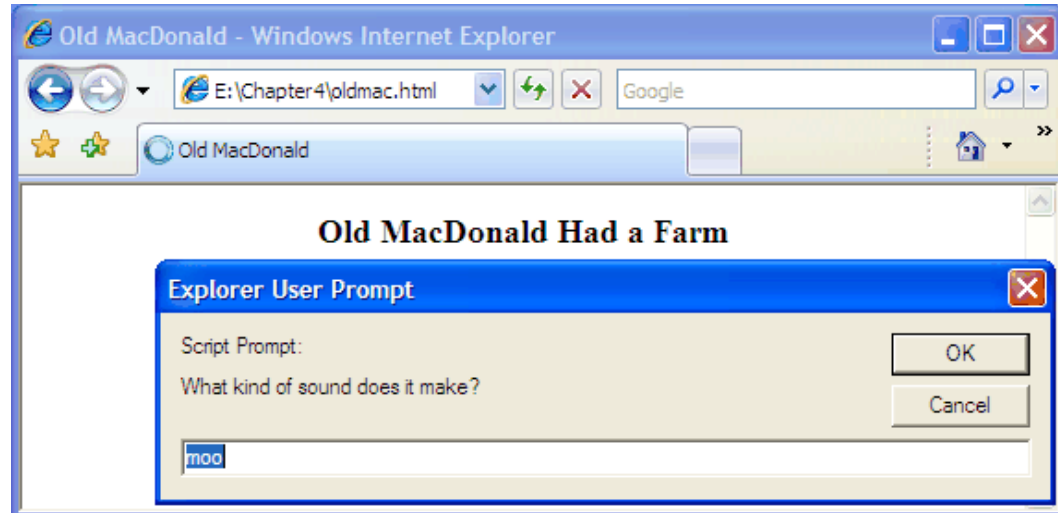 Old MacDonald - Windows Internet Explorer
E:\Chapter4\oldmac.html
Google
Old MacDonald
»
Old MacDonald Had a Farm
Explorer User Prompt
Script Prompt:
OK
What kind of sound does it make?
Cancel
moo